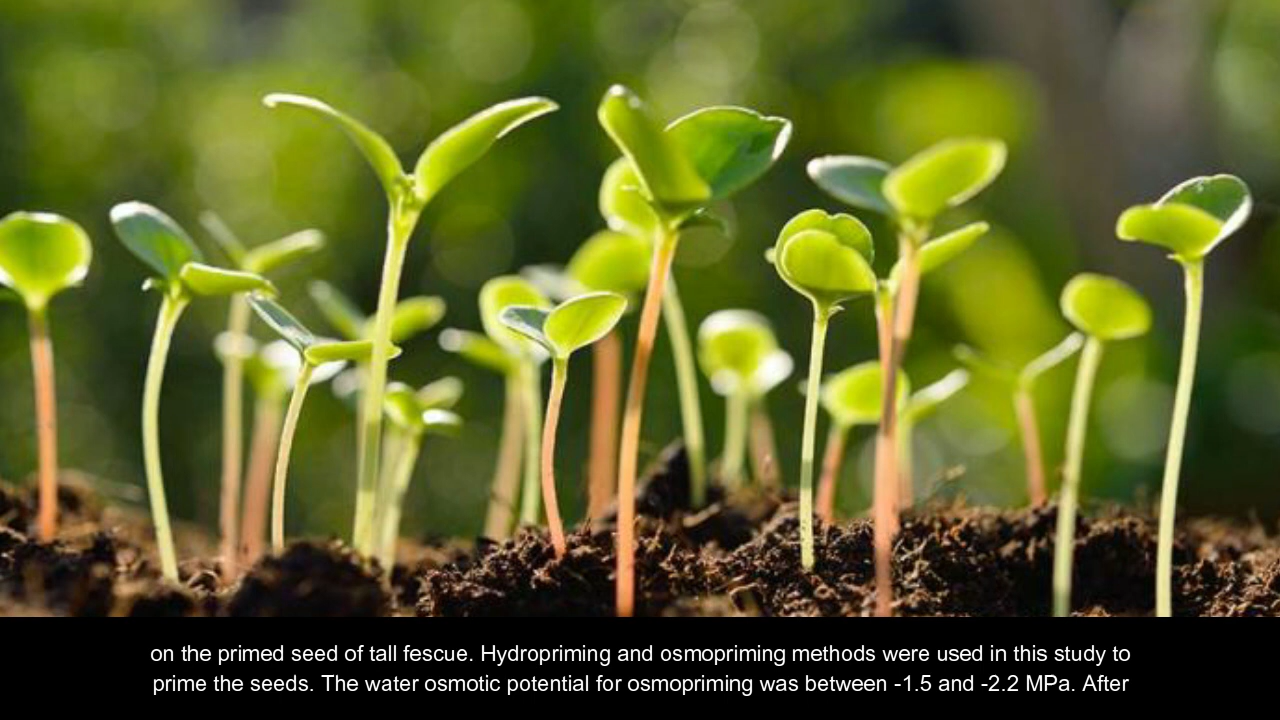 on the primed seed of tall fescue. Hydropriming and osmopriming methods were used in this study to
prime the seeds. The water osmotic potential for osmopriming was between -1.5 and -2.2 MPa. After